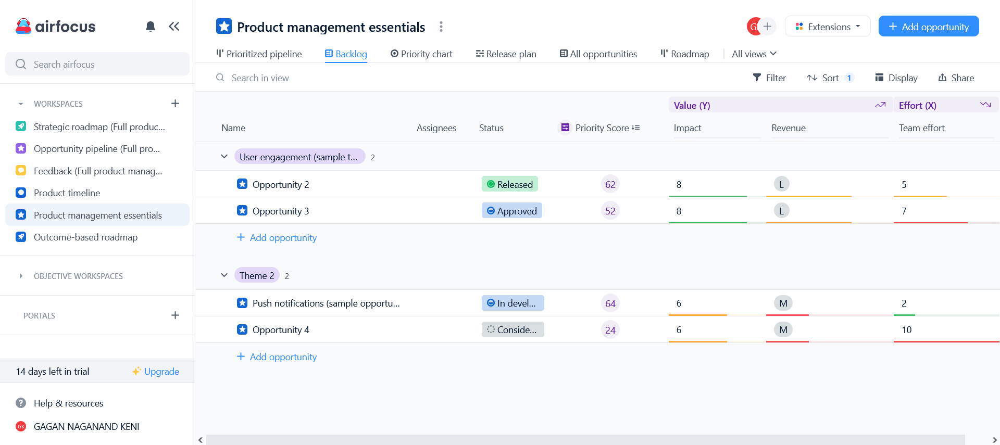 airfocus
Search airfocus
WORKSPACES
Strategic roadmap (Full produc...
Opportunity pipeline (Full pro...
Feedback (Full product manag...
Product timeline
Product management essentials
Outcome-based roadmap
OBJECTIVE WORKSPACES
PORTALS
14 days left in trial Upgrade
Help & resources
GK GAGAN NAGANAND KENI
Product management essentials
Extensions
Add opportunity
Prioritized pipeline Backlog Priority chart Release plan All opportunities Roadmap All views
Search in view Filter Sort 1 Display Share
Value (Y) Effort (X)
Name Assignees Status Priority Score Impact Revenue Team effort
User engagement (sample t... 2
Opportunity 2 Released 62 8 L 5
Opportunity 3 Approved 52 8 L 7
Add opportunity
Theme 2 2
Push notifications (sample opportu... In devel... 64 6 M 2
Opportunity 4 Conside... 24 6 M 10
Add opportunity